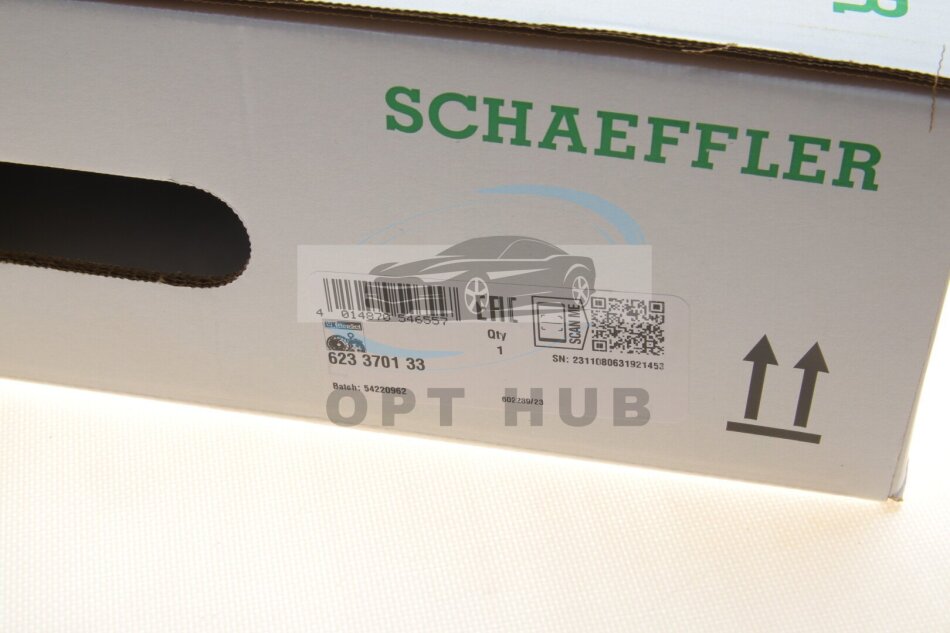 SCHAEFFLER
4 014870 546557
EAC
Qty
1
SCAN ME
623 3701 33
SN: 2311080631921453
Batch: 54220962
602239/23
OPT HUB